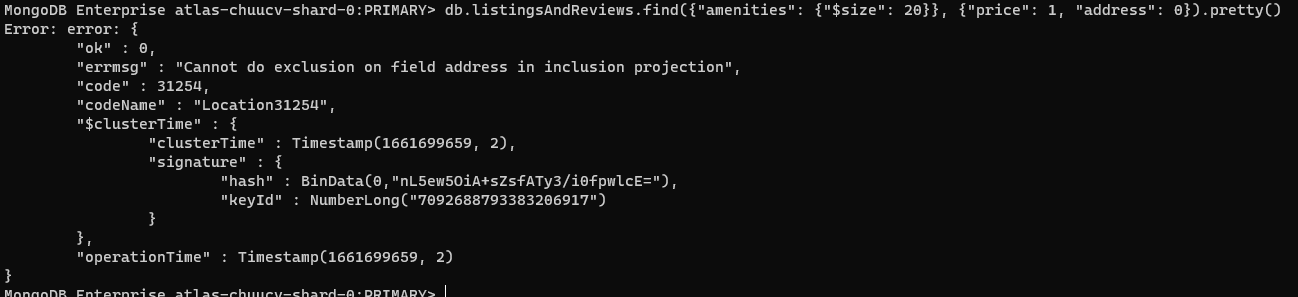 MongoDB Enterprise atlas-chuucv-shard-0:PRIMARY> db.listingsAndReviews.find({"amenities": {"$size": 20}}, {"price": 1, "address": 0}).pretty()
Error: error: {
        "ok" : 0,
        "errmsg" : "Cannot do exclusion on field address in inclusion projection",
        "code" : 31254,
        "codeName" : "Location31254",
        "$clusterTime" : {
                "clusterTime" : Timestamp(1661699659, 2),
                "signature" : {
                        "hash" : BinData(0,"nL5ew5OiA+sZsfATy3/i0fpwlcE="),
                        "keyId" : NumberLong("7092688793383206917")
                }
        },
        "operationTime" : Timestamp(1661699659, 2)
}
MongoDB Enterprise atlas-chuucv-shard-0:PRIMARY>